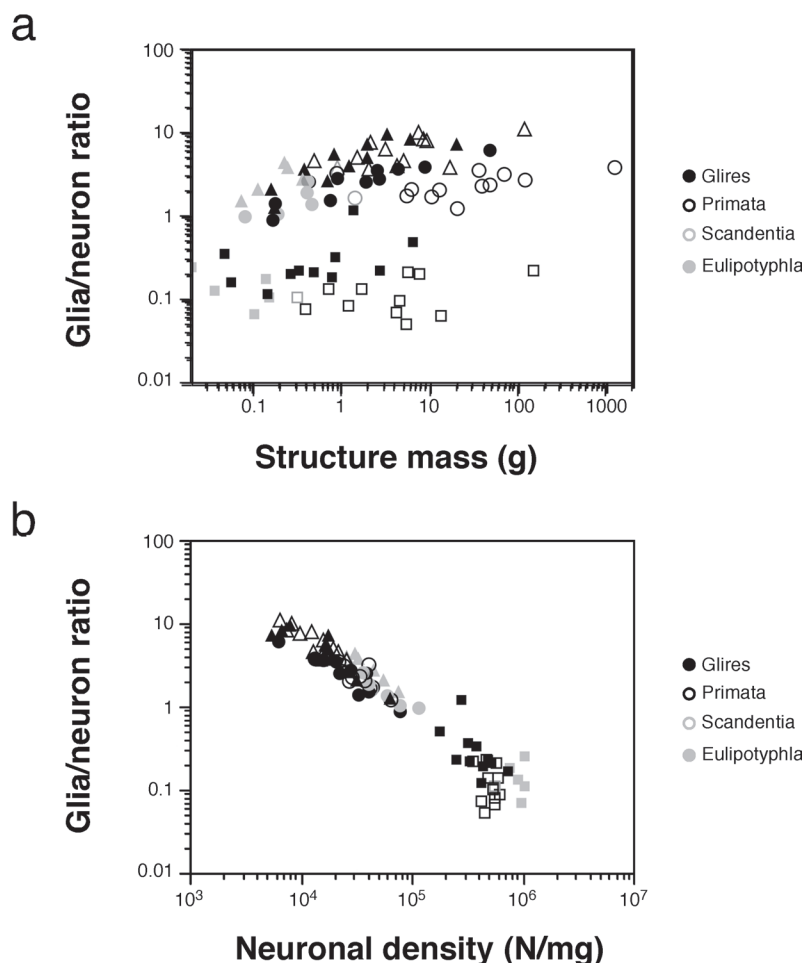 a
100
10
1
0.1
0.01
Glia/neuron ratio
0.1 1 10 100 1000
Structure mass (g)
Glires
Primata
Scandentia
Eulipotyphla
b
100
10
1
0.1
0.01
Glia/neuron ratio
10³ 10⁴ 10⁵ 10⁶ 10⁷
Neuronal density (N/mg)
Glires
Primata
Scandentia
Eulipotyphla